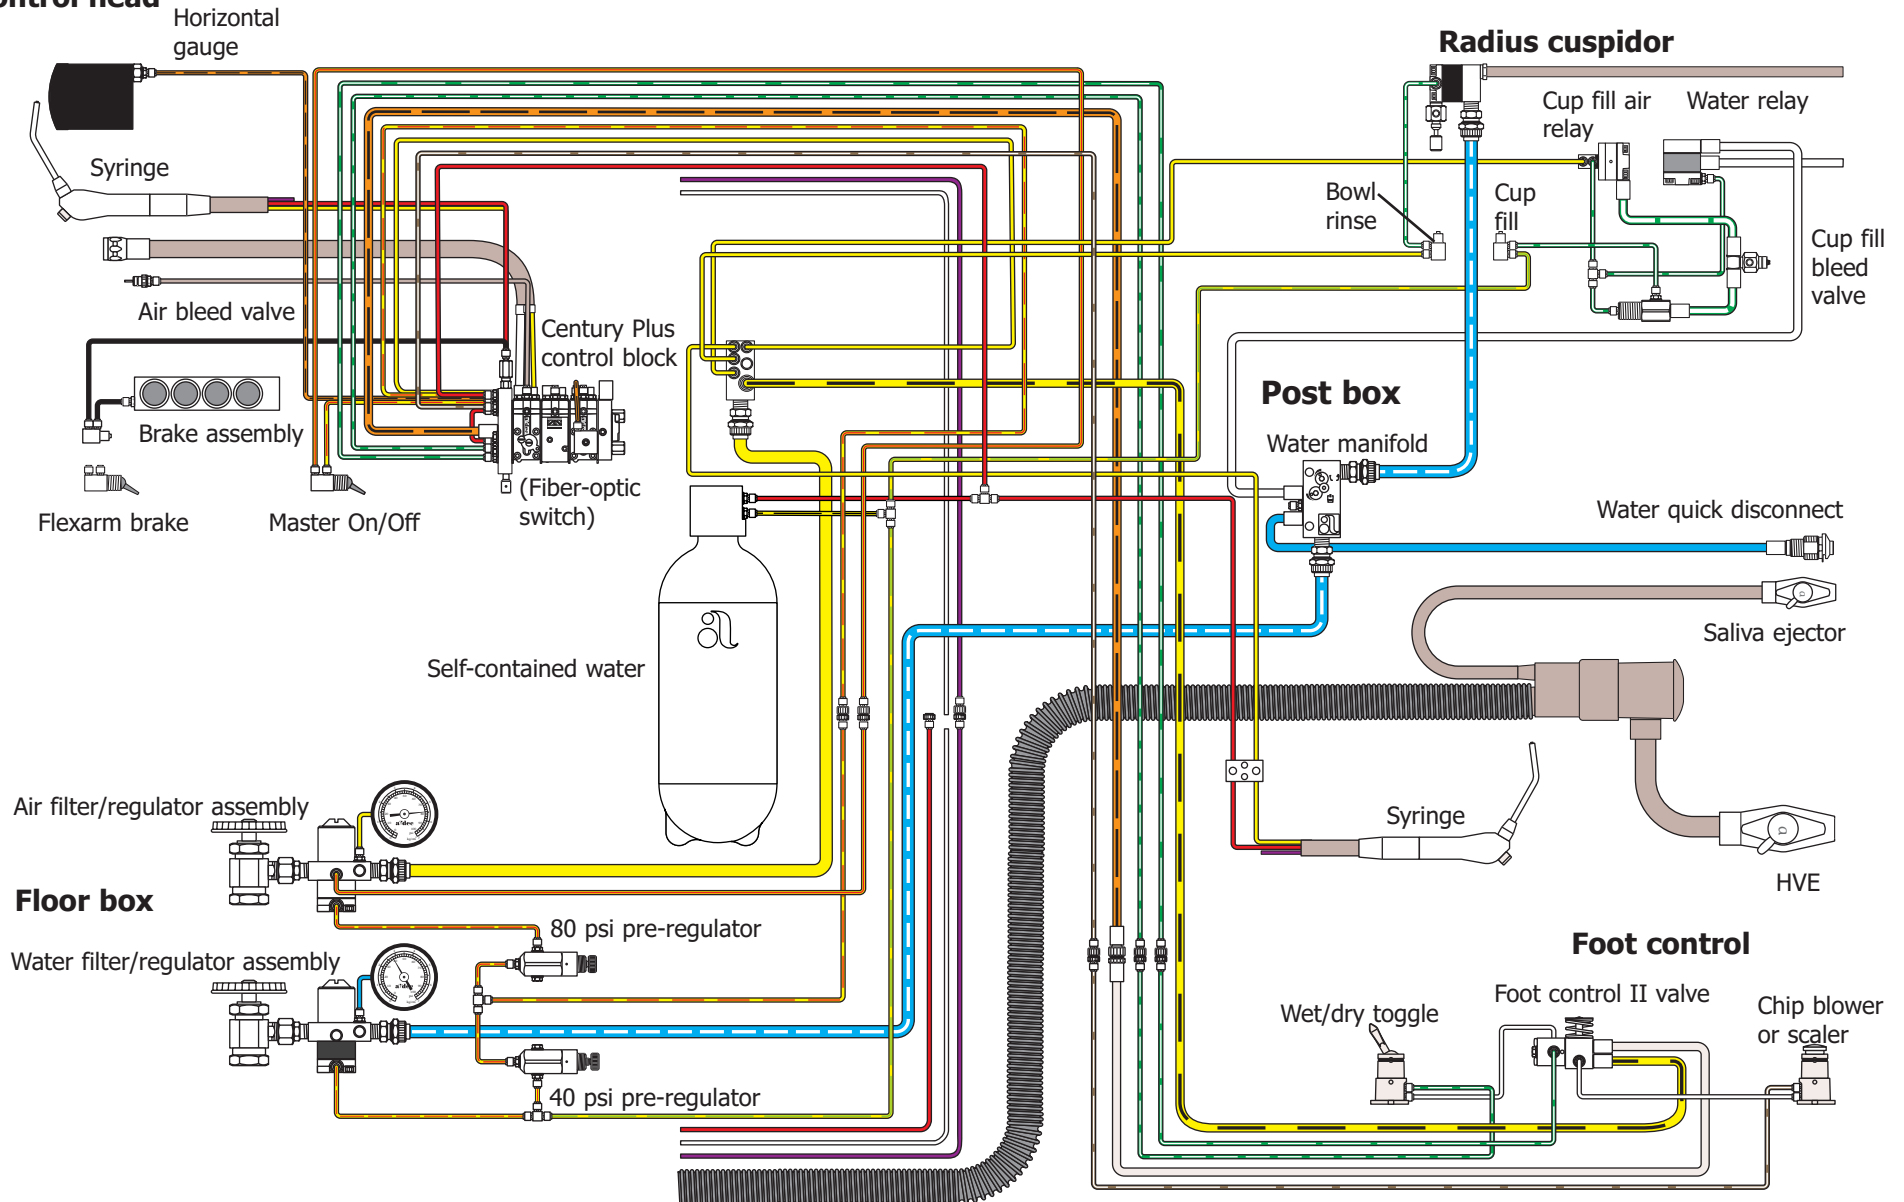 Horizontal
gauge
Radius cuspidor
Cup fill air
relay
Water relay
Syringe
Bowl
rinse
Cup
fill
Cup fill
bleed
valve
Air bleed valve
Century Plus
control block
Brake assembly
Post box
Water manifold
(Fiber-optic
switch)
Flexarm brake
Master On/Off
Water quick disconnect
Saliva ejector
Self-contained water
Air filter/regulator assembly
Syringe
HVE
Floor box
80 psi pre-regulator
Water filter/regulator assembly
Foot control
Foot control II valve
Wet/dry toggle
Chip blower
or scaler
40 psi pre-regulator